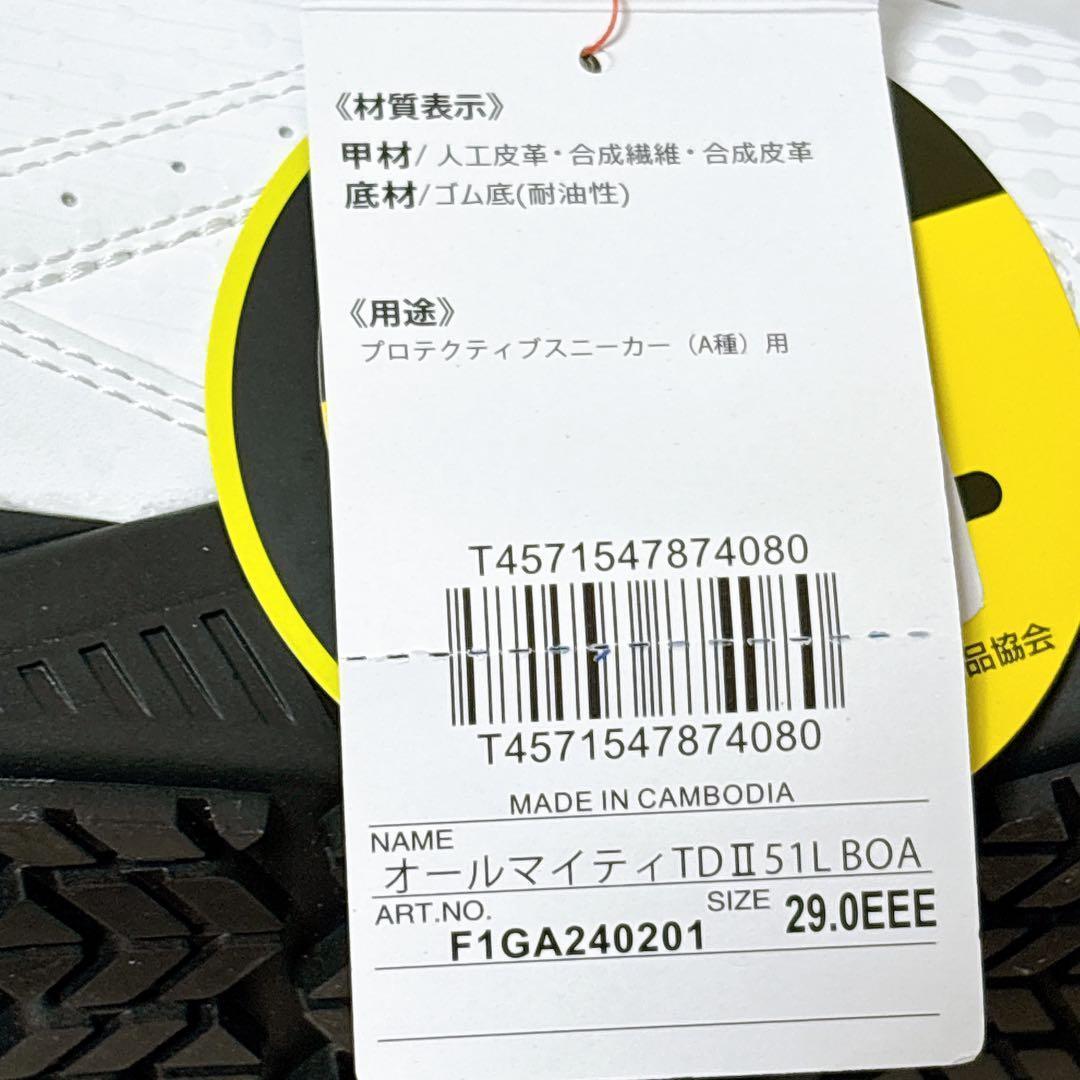 《材質表示》
甲材/ 人工皮革・合成繊維・合成皮革
底材/ゴム底(耐油性)
《用途》
プロテクティブスニーカー（A種）用
T4571547874080
T4571547874080
品協会
MADE IN CAMBODIA
NAME
オールマイティTDⅡ51L BOA
ART.NO.
F1GA240201
SIZE 29.0EEE